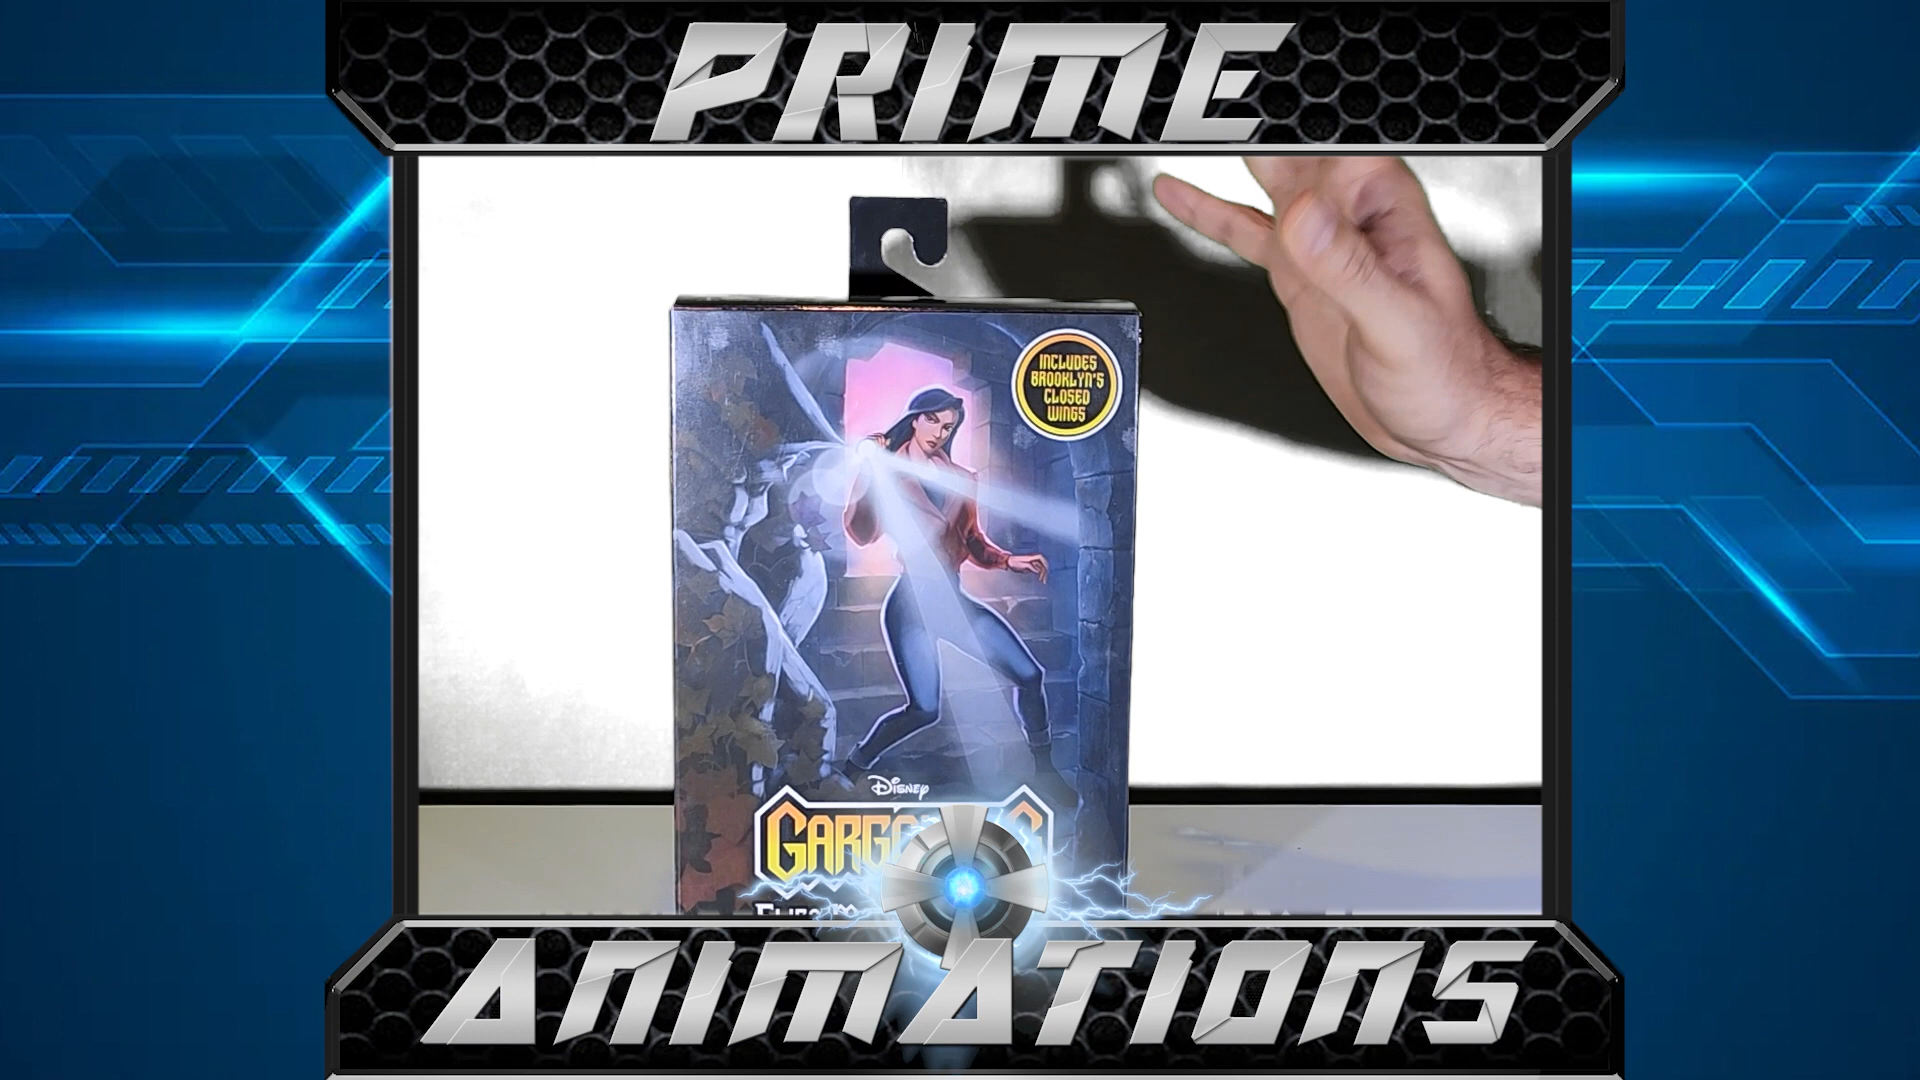 PRIME
INCLUDES
BROOKLYN'S
CLOSED
WINGS
DISNEY
ANIMATIONS